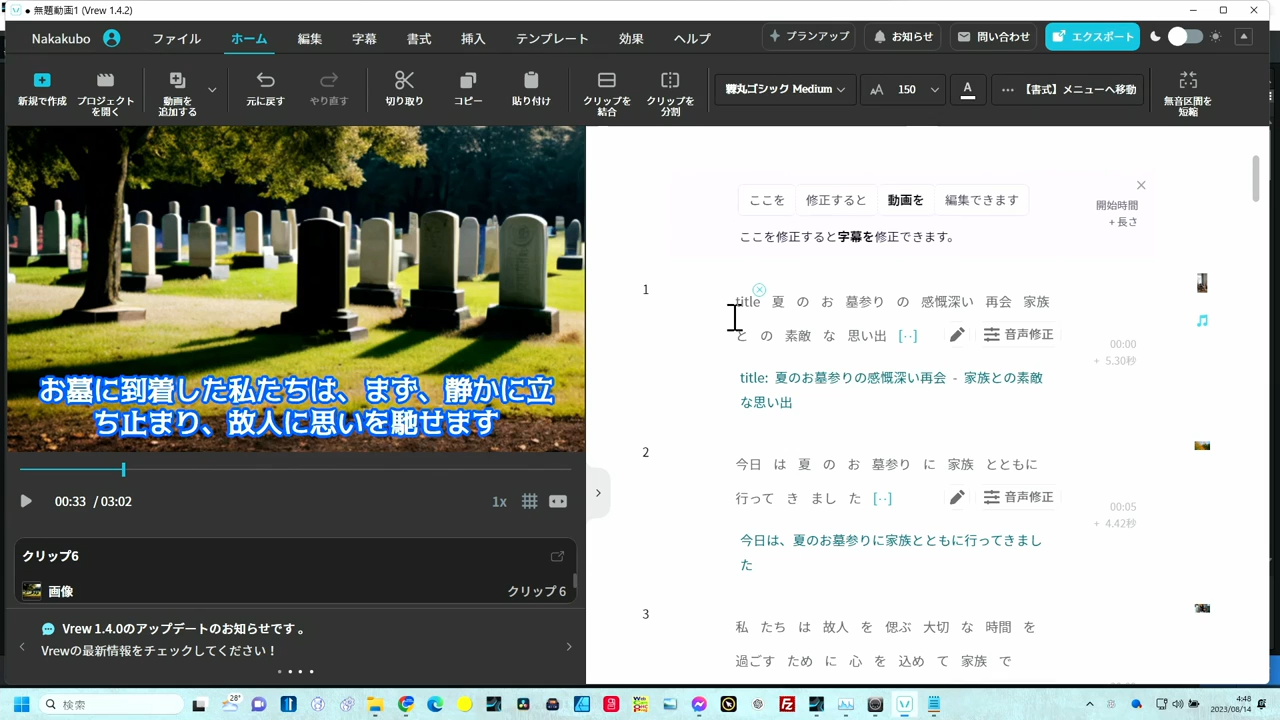 ● 無題動画1 (Vrew 1.4.2)
Nakakubo ファイル ホーム 編集 字幕 書式 挿入 テンプレート 効果 ヘルプ プランアップ お知らせ 問い合わせ エクスポート
新規で作成 プロジェクトを開く 動画を追加する 元に戻す やり直す 切り取り コピー 貼り付け クリップを結合 クリップを分割 Medium 150 A 【書式】メニューへ移動 無音区間を短縮
お墓に到着した私たちは、まず、静かに立
ち止まり、故人に思いを馳せます
00:33 / 03:02 1x
クリップ6
画像 クリップ 6
Vrew 1.4.0のアップデートのお知らせです 。
Vrewの最新情報をチェックしてください！
ここを 修正すると 動画を 編集できます
開始時間
+ 長さ
ここを修正すると字幕を修正できます。
1
title 夏 の お 墓参り の 感慨深い 再会 家族
と の 素敵 な 思い出 [··] 音声修正
00:00
+ 5.30秒
title: 夏のお墓参りの感慨深い再会 - 家族との素敵
な思い出
2
今日 は 夏 の お 墓参り に 家族 とともに
行って き まし た [··] 音声修正
00:05
+ 4.42秒
今日は、夏のお墓参りに家族とともに行ってきまし
た
3
私 たち は 故人 を 偲ぶ 大切 な 時間 を
過ごす ため に 心 を 込め て 家族 で
検索
28°
4:48
2023/08/14